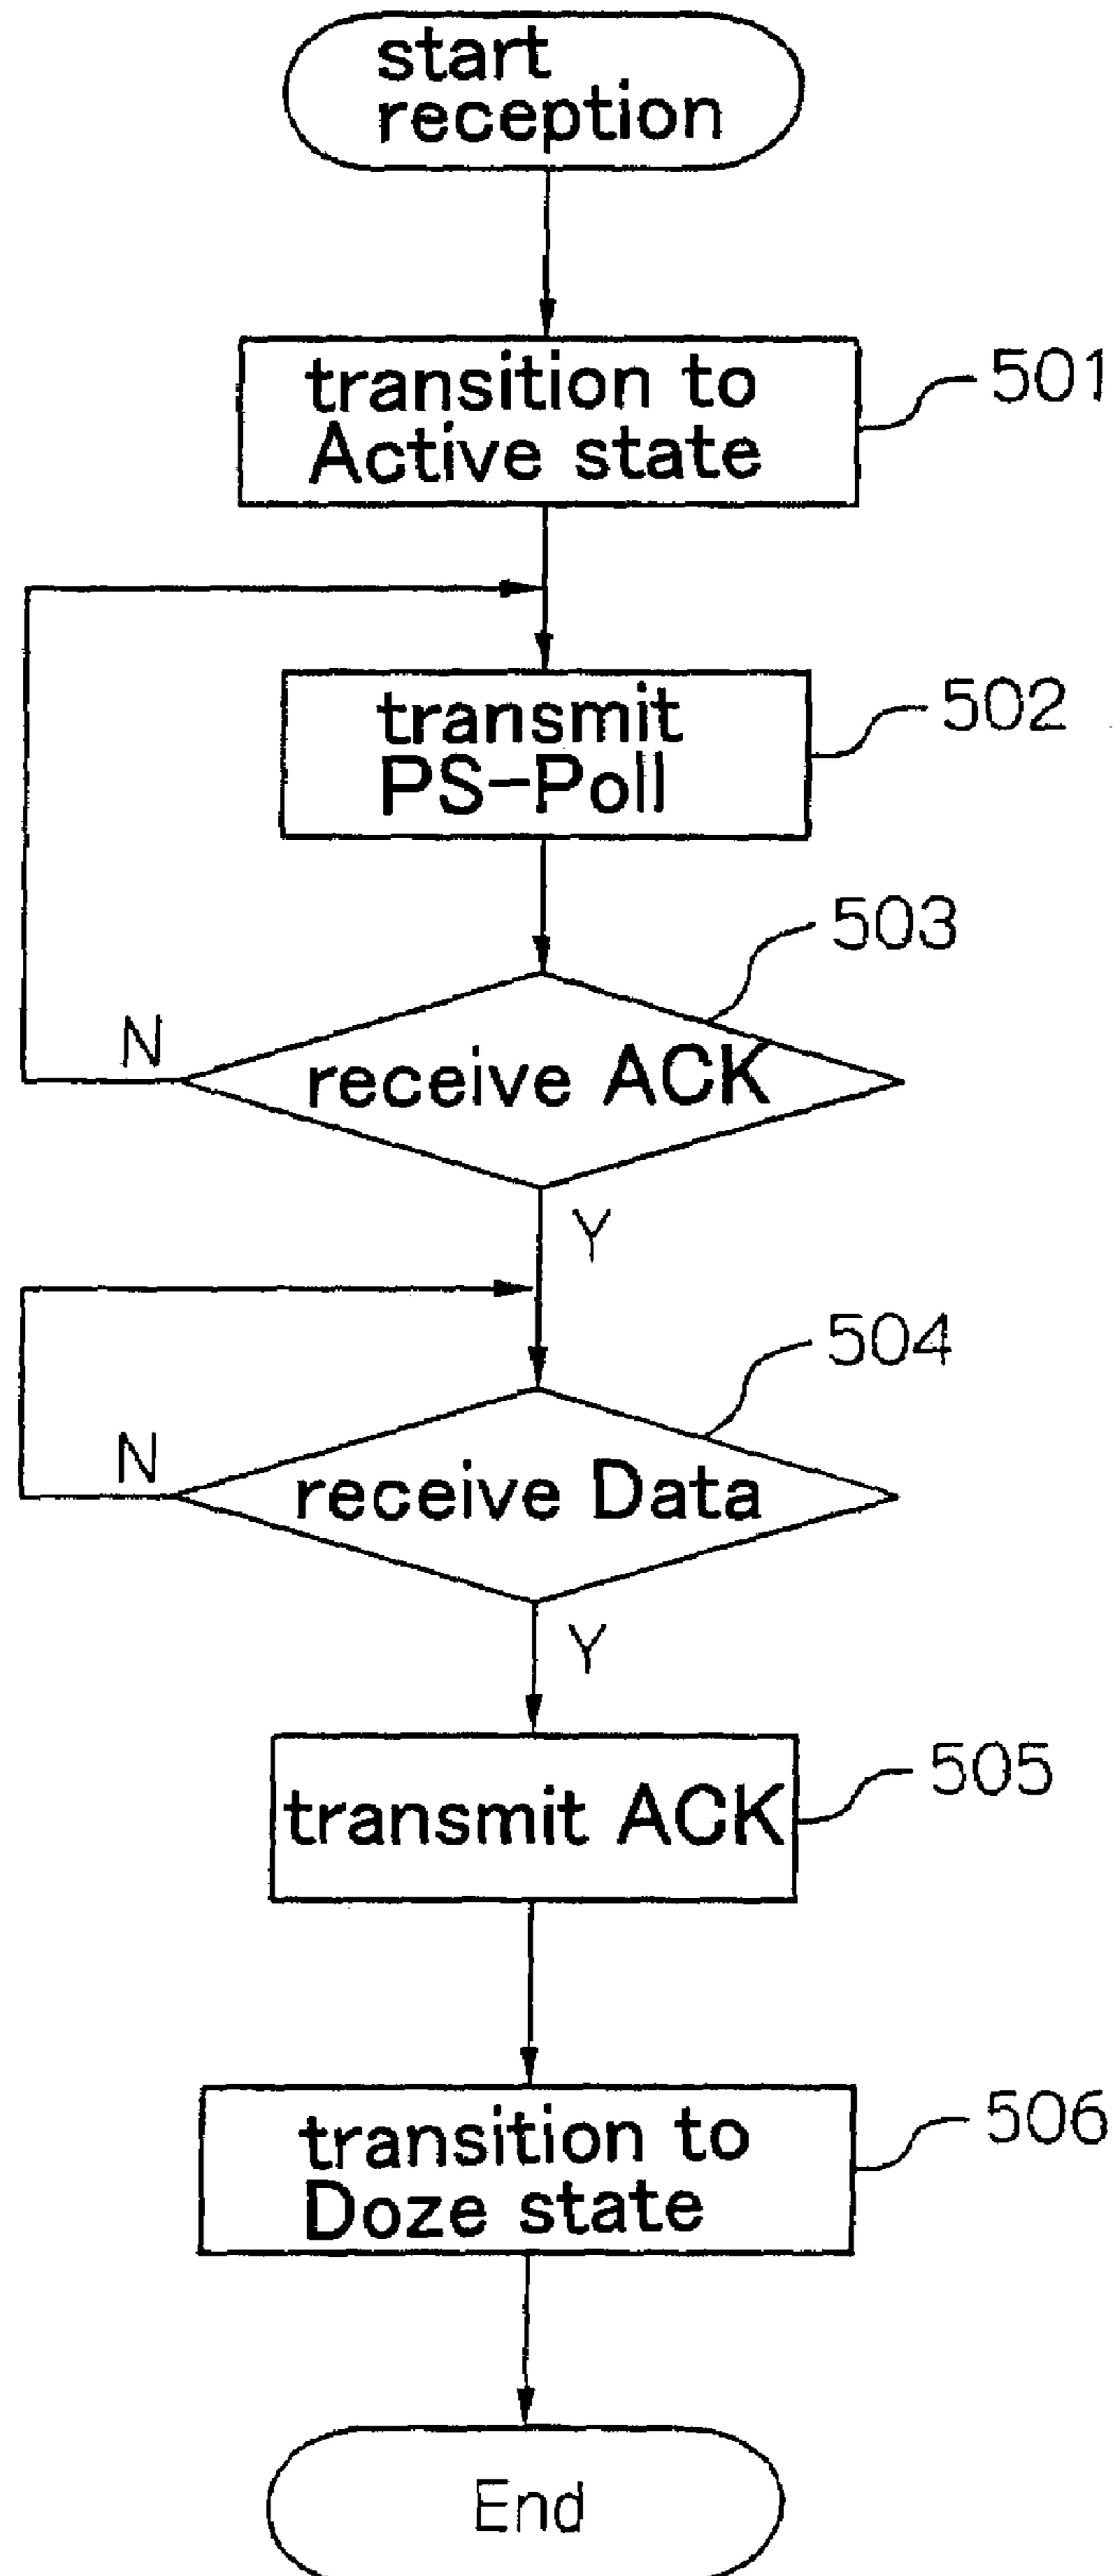 start
reception
transition to
Active state
501
transmit
PS-Poll
502
503
receive ACK
N
Y
504
receive Data
N
Y
transmit ACK
505
transition to
Doze state
506
End